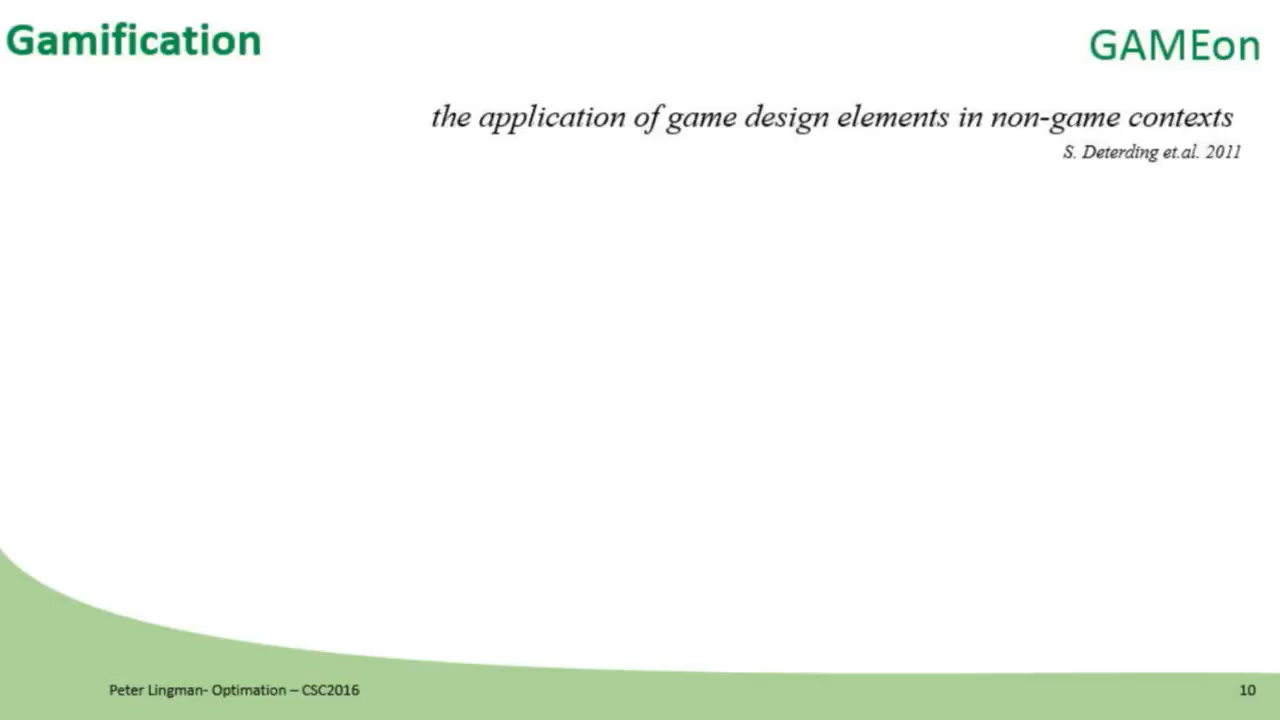 Gamification
GAMEon
the application of game design elements in non-game contexts
S. Deterding et.al. 2011
Peter Lingman- Optimation – CSC2016
10